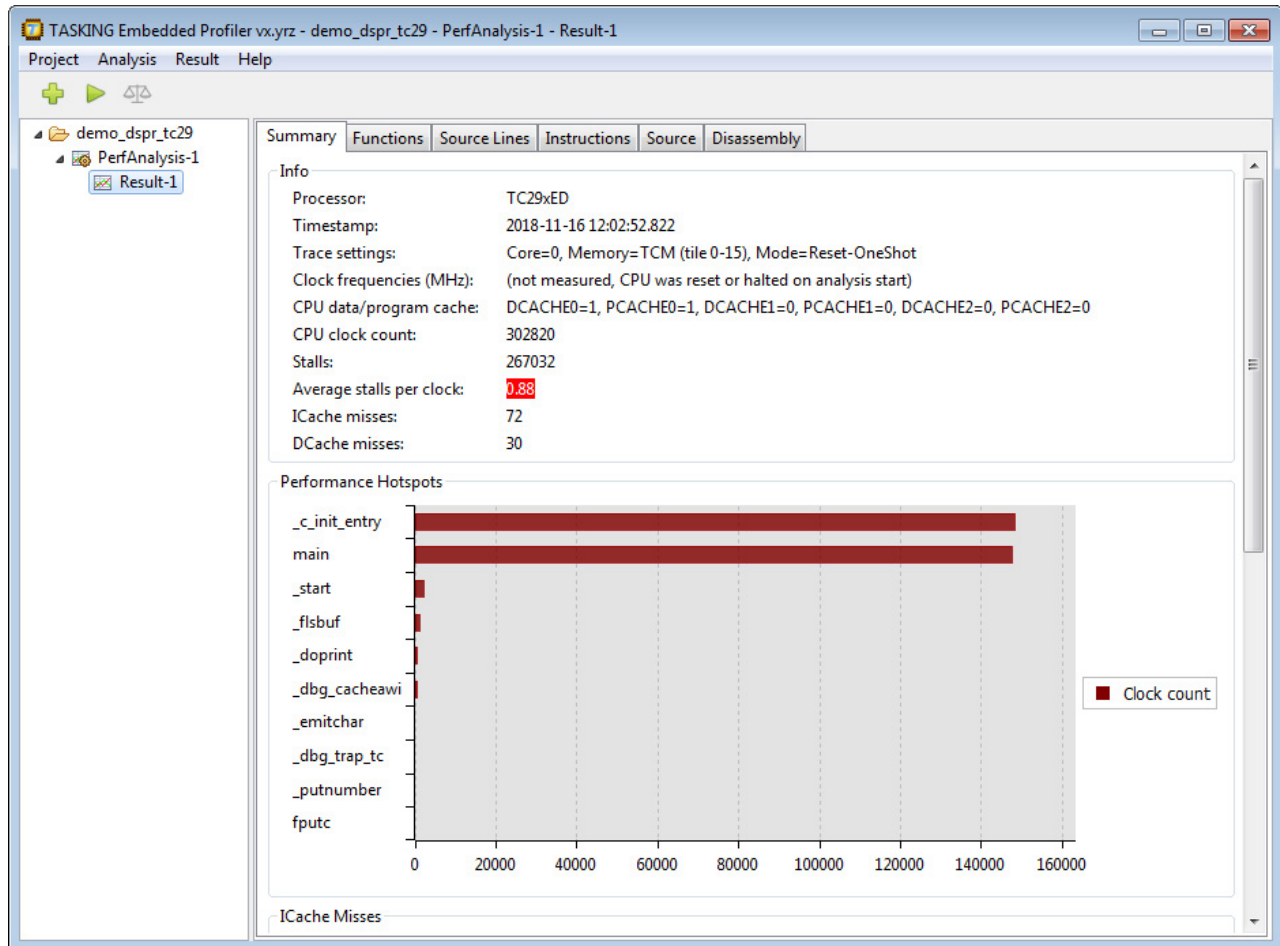 TASKING Embedded Profiler vx.yrz - demo_dspr_tc29 - PerfAnalysis-1 - Result-1
Project Analysis Result Help
demo_dspr_tc29
PerfAnalysis-1
Result-1
Summary Functions Source Lines Instructions Source Disassembly
Info
Processor: TC29xED
Timestamp: 2018-11-16 12:02:52.822
Trace settings: Core=0, Memory=TCM (tile 0-15), Mode=Reset-OneShot
Clock frequencies (MHz): (not measured, CPU was reset or halted on analysis start)
CPU data/program cache: DCACHE0=1, PCACHE0=1, DCACHE1=0, PCACHE1=0, DCACHE2=0, PCACHE2=0
CPU clock count: 302820
Stalls: 267032
Average stalls per clock: 0.88
ICache misses: 72
DCache misses: 30
Performance Hotspots
_c_init_entry
main
_start
_flsbuf
_doprint
_dbg_cacheawi
_emitchar
_dbg_trap_tc
_putnumber
fputc
0 20000 40000 60000 80000 100000 120000 140000 160000
Clock count
ICache Misses